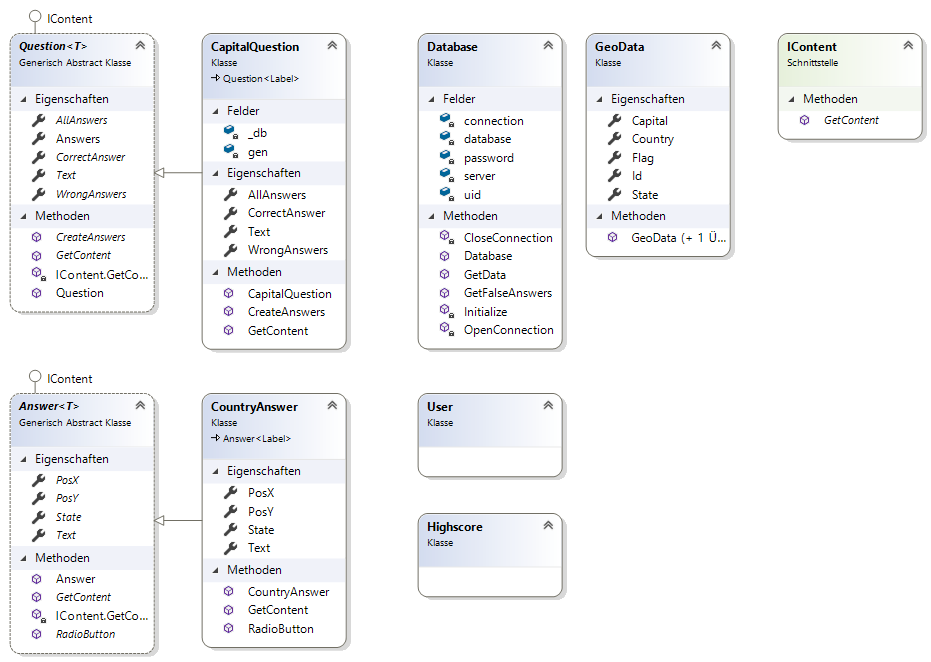 IContent
Question<T>
Generisch Abstract Klasse
Eigenschaften
AllAnswers
Answers
CorrectAnswer
Text
WrongAnswers
Methoden
CreateAnswers
GetContent
IContent.GetCo...
Question
CapitalQuestion
Klasse
Question<Label>
Felder
_db
gen
Eigenschaften
AllAnswers
CorrectAnswer
Text
WrongAnswers
Methoden
CapitalQuestion
CreateAnswers
GetContent
Database
Klasse
Felder
connection
database
password
server
uid
Methoden
CloseConnection
Database
GetData
GetFalseAnswers
Initialize
OpenConnection
GeoData
Klasse
Eigenschaften
Capital
Country
Flag
Id
State
Methoden
GeoData (+ 1 Ü...
IContent
Schnittstelle
Methoden
GetContent
IContent
Answer<T>
Generisch Abstract Klasse
Eigenschaften
PosX
PosY
State
Text
Methoden
Answer
GetContent
IContent.GetCo...
RadioButton
CountryAnswer
Klasse
Answer<Label>
Eigenschaften
PosX
PosY
State
Text
Methoden
CountryAnswer
GetContent
RadioButton
User
Klasse
Highscore
Klasse